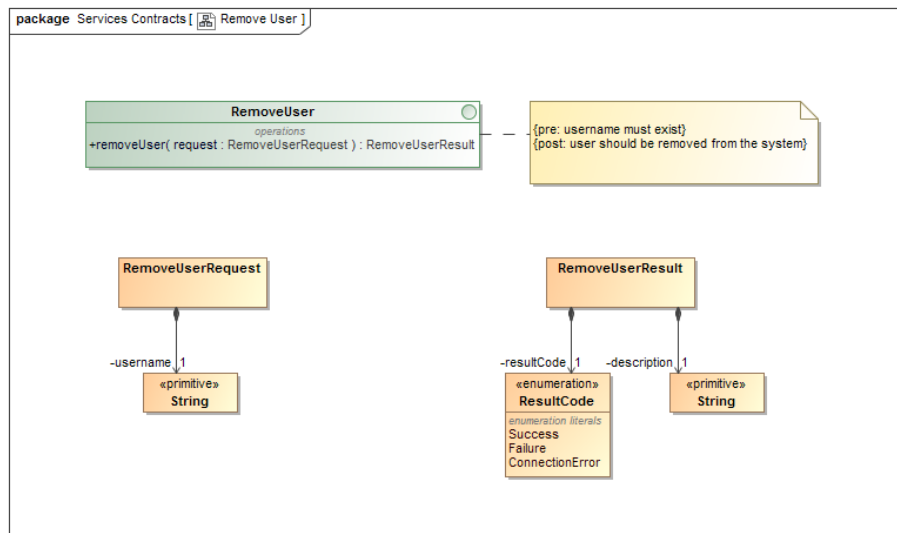 package Services Contracts [ Remove User ]
RemoveUser
operations
+removeUser( request : RemoveUserRequest ) : RemoveUserResult
{pre: username must exist}
{post: user should be removed from the system}
RemoveUserRequest
RemoveUserResult
-username 1
-resultCode 1
-description 1
«primitive»
String
«enumeration»
ResultCode
enumeration literals
Success
Failure
ConnectionError
«primitive»
String